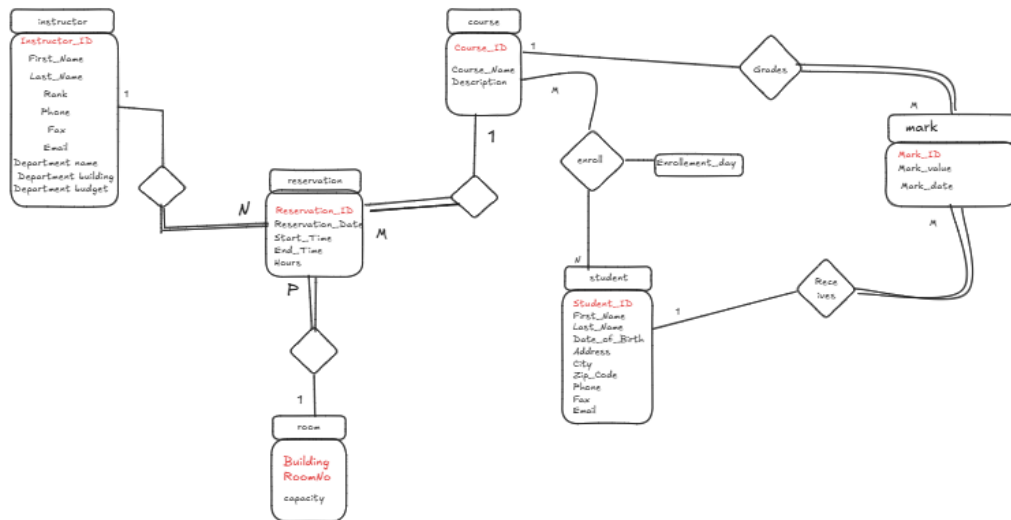 instructor
Instructor_ID
First_Name
Last_Name
Rank
Phone
Fax
Email
Department name
Department building
Department budget
1
N
reservation
Reservation_ID
Reservation_Date
Start_Time
End_Time
Hours
M
P
1
room
Building
RoomNo
capacity
course
Course_ID
Course_Name
Description
1
1
M
Grades
M
enroll
Enrollement_day
N
student
Student_ID
First_Name
Last_Name
Date_of_Birth
Address
City
Zip_Code
Phone
Fax
Email
1
Rece
ives
M
mark
Mark_ID
Mark_value
Mark_date